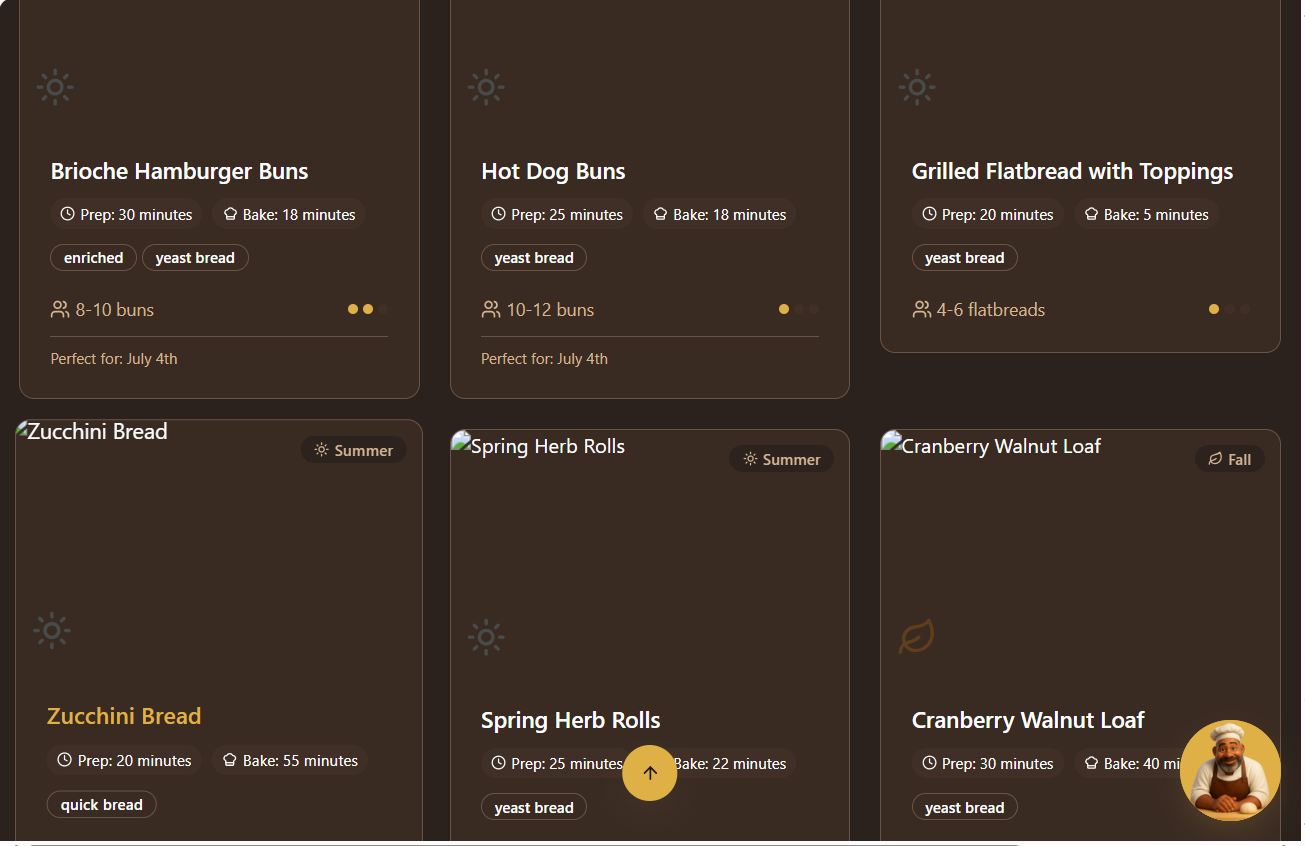 Brioche Hamburger Buns
Prep: 30 minutes
Bake: 18 minutes
enriched
yeast bread
8-10 buns
Perfect for: July 4th
Hot Dog Buns
Prep: 25 minutes
Bake: 18 minutes
yeast bread
10-12 buns
Perfect for: July 4th
Grilled Flatbread with Toppings
Prep: 20 minutes
Bake: 5 minutes
yeast bread
4-6 flatbreads
Zucchini Bread
Summer
Zucchini Bread
Prep: 20 minutes
Bake: 55 minutes
quick bread
Spring Herb Rolls
Summer
Spring Herb Rolls
Prep: 25 minutes
Bake: 22 minutes
yeast bread
Cranberry Walnut Loaf
Fall
Cranberry Walnut Loaf
Prep: 30 minutes
Bake: 40 mi
yeast bread